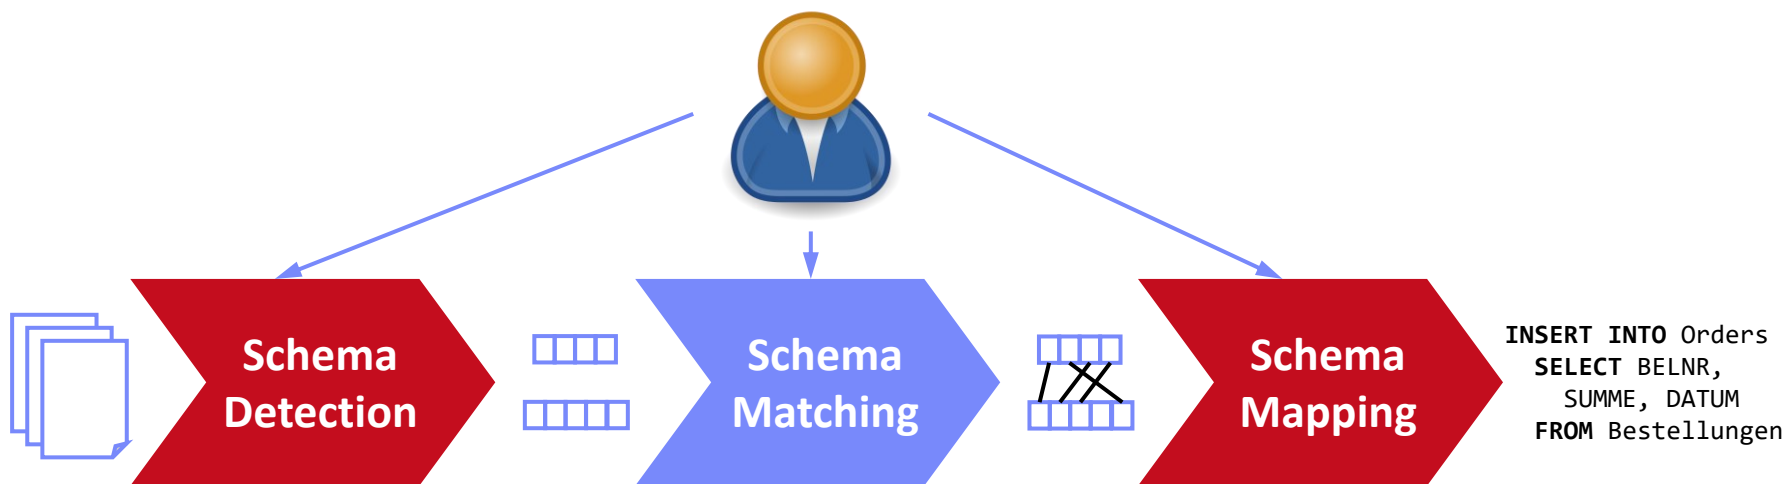 Schema
Detection
Schema
Matching
Schema
Mapping
INSERT INTO Orders
SELECT BELNR,
SUMME, DATUM
FROM Bestellungen